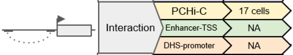 Interaction
PCHi-C 17 cells
Enhancer-TSS NA
DHS-promoter NA